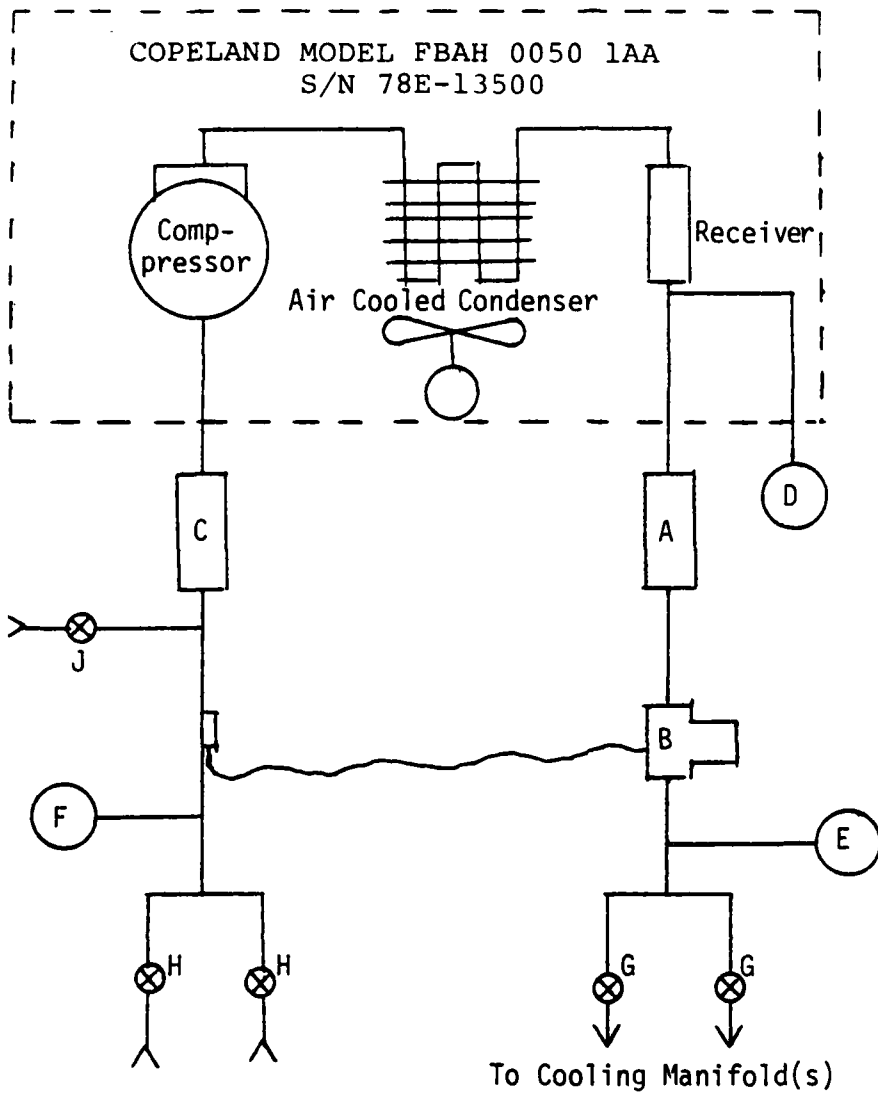 COPELAND MODEL FBAH 0050 1AA
S/N 78E-13500
Comp-
pressor
Receiver
Air Cooled Condenser
D
C
A
J
B
F
E
H
H
G
G
To Cooling Manifold(s)